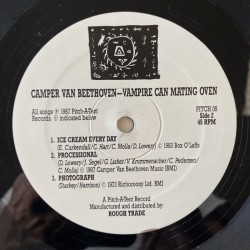 CAMPER VAN BEETHOVEN—VAMPIRE CAN MATING OVEN
All songs ℗ 1987 Pitch-A-Tent
Records. © indicated below
PITCH 05
Side 2
45 RPM
1. ICE CREAM EVERY DAY
(E. Curkendall/ C. Hart/ C. Molla/ D. Lowery) © 1983 Box O'Laffs
2. PROCESSIONAL
(D. Lowery/ J. Segel/ G. Lisher/ V. Krummenacher/ C. Pedersen/
C. Molla) © 1987 Camper Van Beethoven Music (BMI)
3. PHOTOGRAPH
(Starkey/Harrison) © 1973 Richoroony Ltd. (BMI)
A Pitch-A-Tent Record
Manufactured and distributed by:
ROUGH TRADE